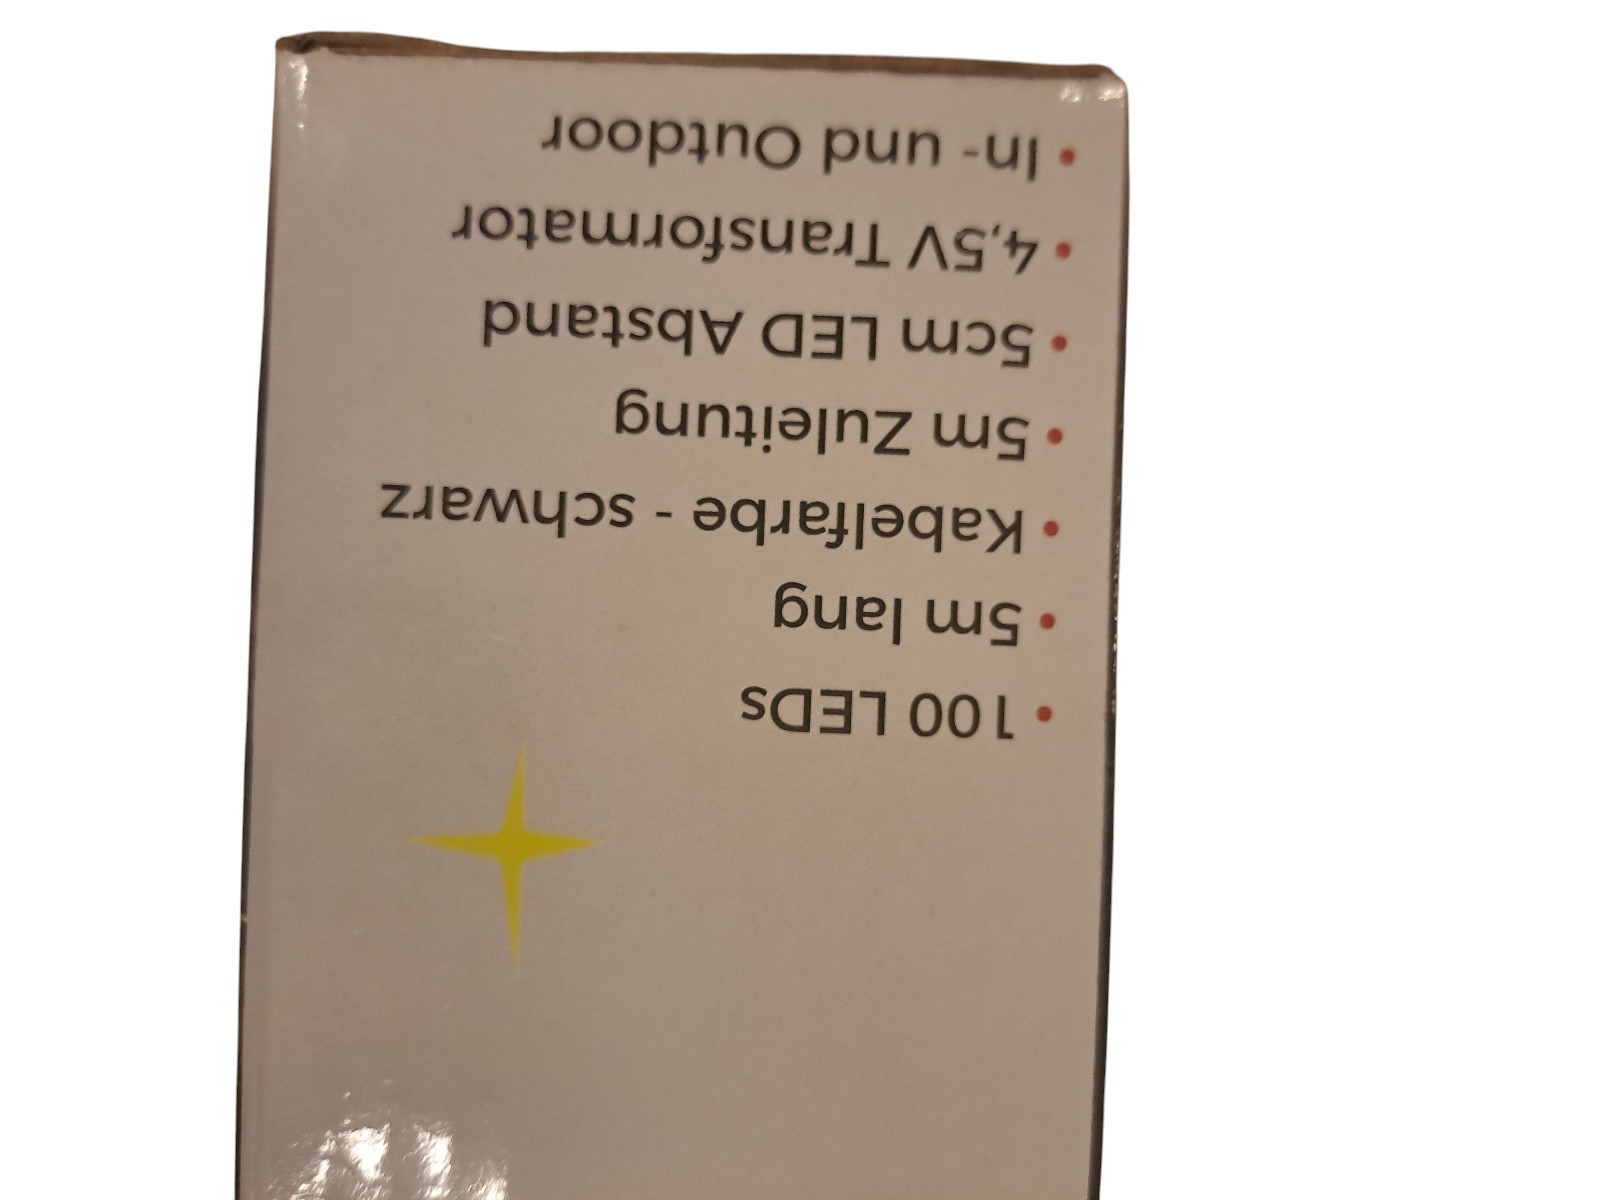 • 100 LEDs
• 5m lang
• Kabelfarbe - schwarz
• 5m Zuleitung
• 5cm LED Abstand
• 4,5V Transformator
• In- und Outdoor